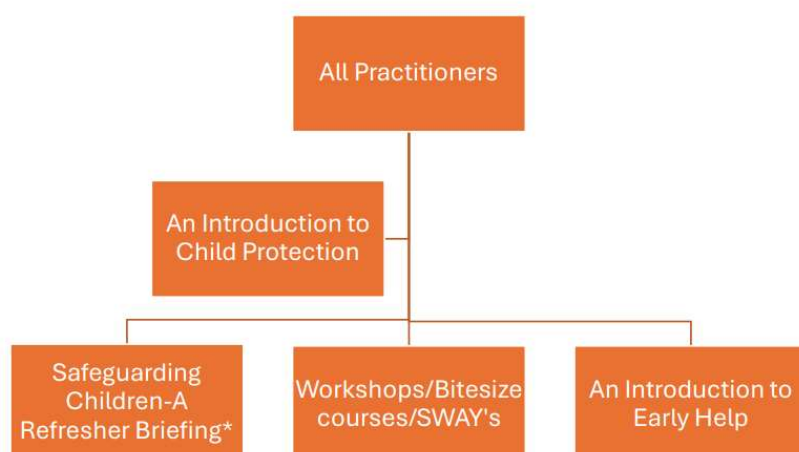 All Practitioners
An Introduction to
Child Protection
Safeguarding
Children-A
Refresher Briefing*
Workshops/Bitesize
courses/SWAY's
An Introduction to
Early Help